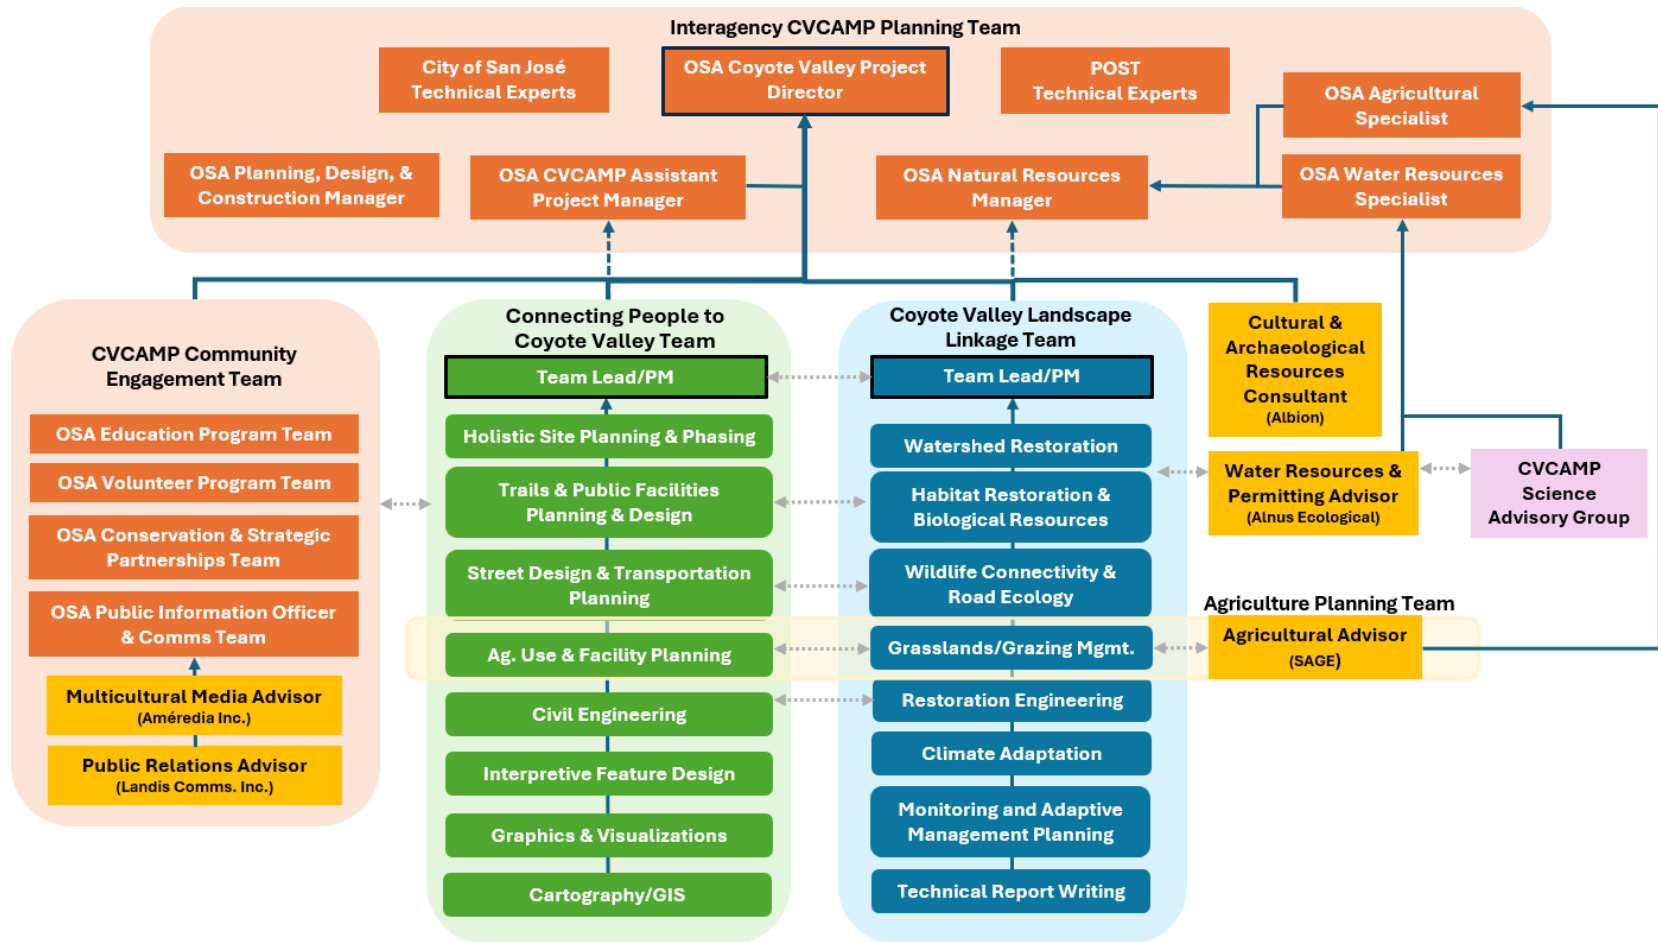 Interagency CVCAMP Planning Team
City of San José
Technical Experts
OSA Coyote Valley Project
Director
POST
Technical Experts
OSA Agricultural
Specialist
OSA Planning, Design, &
Construction Manager
OSA CVCAMP Assistant
Project Manager
OSA Natural Resources
Manager
OSA Water Resources
Specialist
CVCAMP Community
Engagement Team
OSA Education Program Team
OSA Volunteer Program Team
OSA Conservation & Strategic
Partnerships Team
OSA Public Information Officer
& Comms Team
Multicultural Media Advisor
(Améredia Inc.)
Public Relations Advisor
(Landis Comms. Inc.)
Connecting People to
Coyote Valley Team
Team Lead/PM
Holistic Site Planning & Phasing
Trails & Public Facilities
Planning & Design
Street Design & Transportation
Planning
Ag. Use & Facility Planning
Civil Engineering
Interpretive Feature Design
Graphics & Visualizations
Cartography/GIS
Coyote Valley Landscape
Linkage Team
Team Lead/PM
Watershed Restoration
Habitat Restoration &
Biological Resources
Wildlife Connectivity &
Road Ecology
Grasslands/Grazing Mgmt.
Restoration Engineering
Climate Adaptation
Monitoring and Adaptive
Management Planning
Technical Report Writing
Cultural &
Archaeological
Resources
Consultant
(Albion)
Water Resources &
Permitting Advisor
(Alnus Ecological)
CVCAMP
Science
Advisory Group
Agriculture Planning Team
Agricultural Advisor
(SAGE)